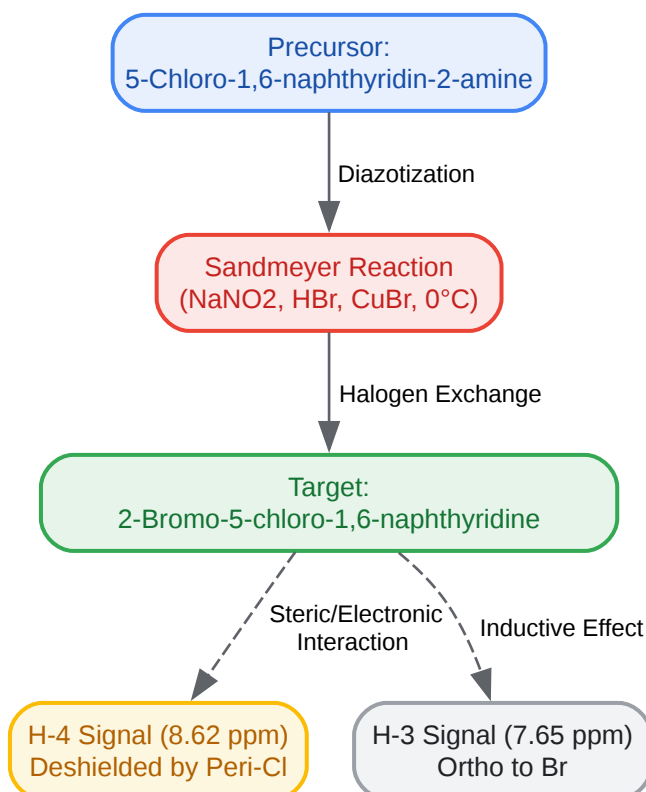 Precursor:
5-Chloro-1,6-naphthyridin-2-amine
Diazotization
Sandmeyer Reaction
(NaNO2, HBr, CuBr, 0°C)
Halogen Exchange
Target:
2-Bromo-5-chloro-1,6-naphthyridine
Steric/Electronic
Interaction
Inductive Effect
H-4 Signal (8.62 ppm)
Deshielded by Peri-Cl
H-3 Signal (7.65 ppm)
Ortho to Br